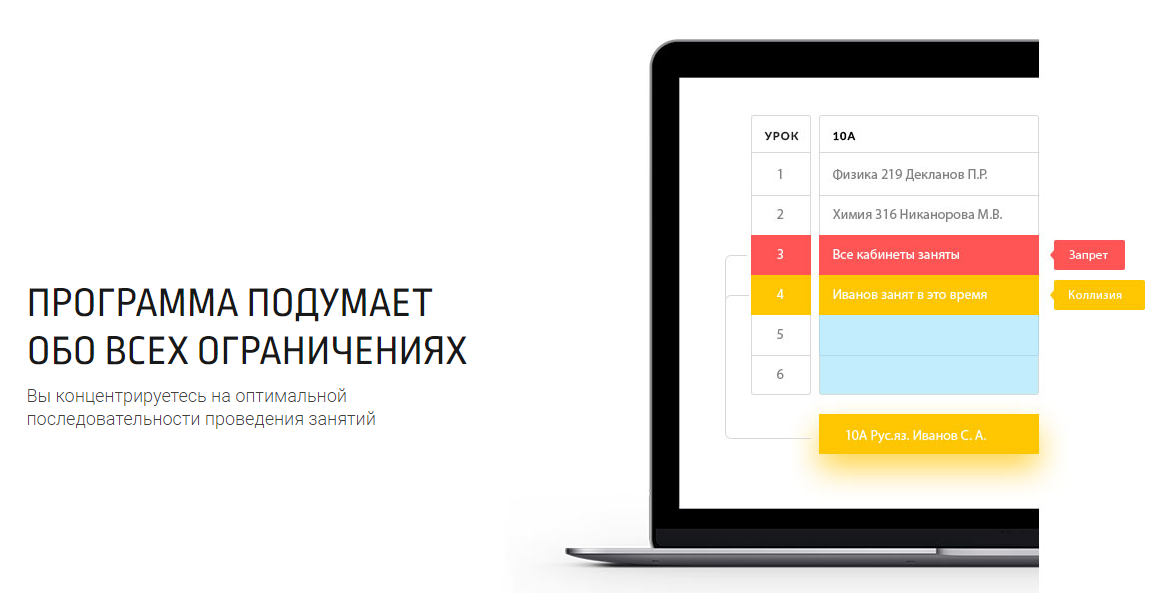 ПРОГРАММА ПОДУМАЕТ
ОБО ВСЕХ ОГРАНИЧЕНИЯХ
Вы концентрируетесь на оптимальной
последовательности проведения занятий
УРОК 10А
1 Физика 219 Декланов П.Р.
2 Химия 316 Никанорова М.В.
3 Все кабинеты заняты Запрет
4 Иванов занят в это время Коллизия
5
6
10А Рус.яз. Иванов С. А.